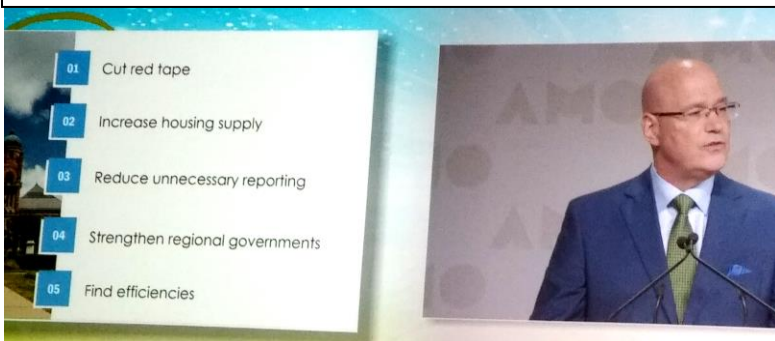 01 Cut red tape
02 Increase housing supply
03 Reduce unnecessary reporting
04 Strengthen regional governments
05 Find efficiencies
AMO